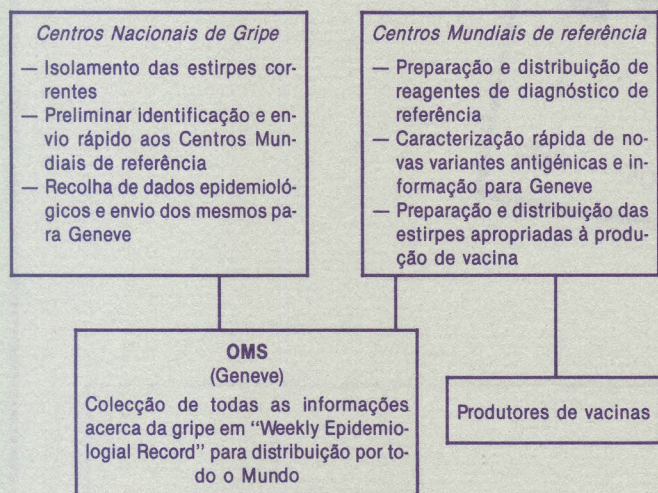 Centros Nacionais de Gripe
— Isolamento das estirpes cor-
rentes
— Preliminar identificação e en-
vio rápido aos Centros Mun-
diais de referência
— Recolha de dados epidemioló-
gicos e envio dos mesmos pa-
ra Geneve
Centros Mundiais de referência
— Preparação e distribuição de
reagentes de diagnóstico de
referência
— Caracterização rápida de no-
vas variantes antigénicas e in-
formação para Geneve
— Preparação e distribuição das
estirpes apropriadas à produ-
ção de vacina
OMS
(Geneve)
Colecção de todas as informações
acerca da gripe em "Weekly Epidemio-
logial Record" para distribuição por to-
do o Mundo
Produtores de vacinas